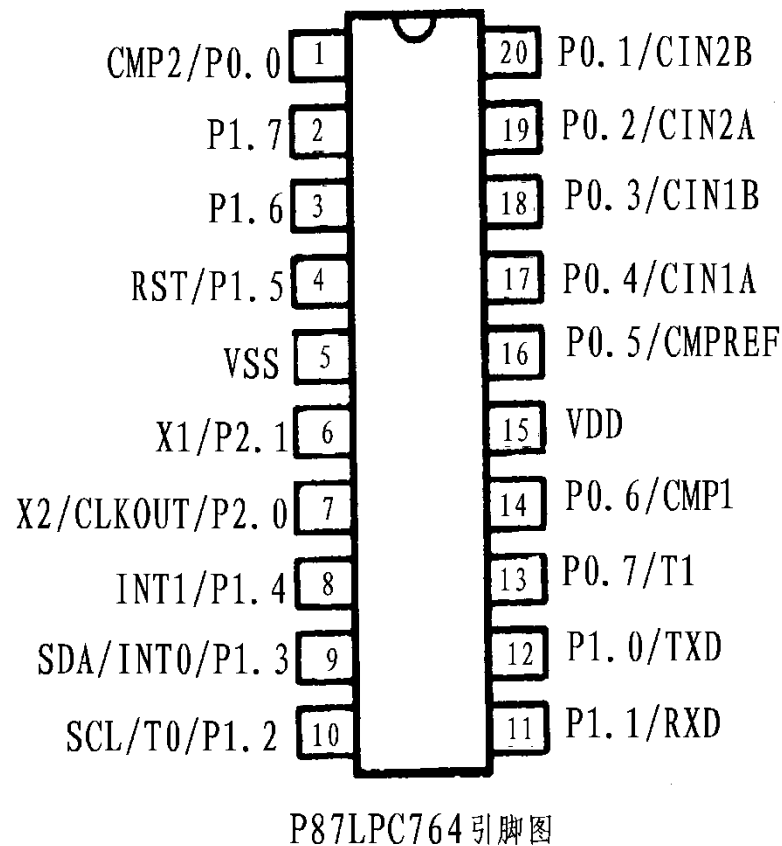 CMP2/P0.0 1 20 P0.1/CIN2B
P1.7 2 19 P0.2/CIN2A
P1.6 3 18 P0.3/CIN1B
RST/P1.5 4 17 P0.4/CIN1A
VSS 5 16 P0.5/CMPREF
X1/P2.1 6 15 VDD
X2/CLKOUT/P2.0 7 14 P0.6/CMP1
INT1/P1.4 8 13 P0.7/T1
SDA/INT0/P1.3 9 12 P1.0/TXD
SCL/T0/P1.2 10 11 P1.1/RXD
P87LPC764引脚图